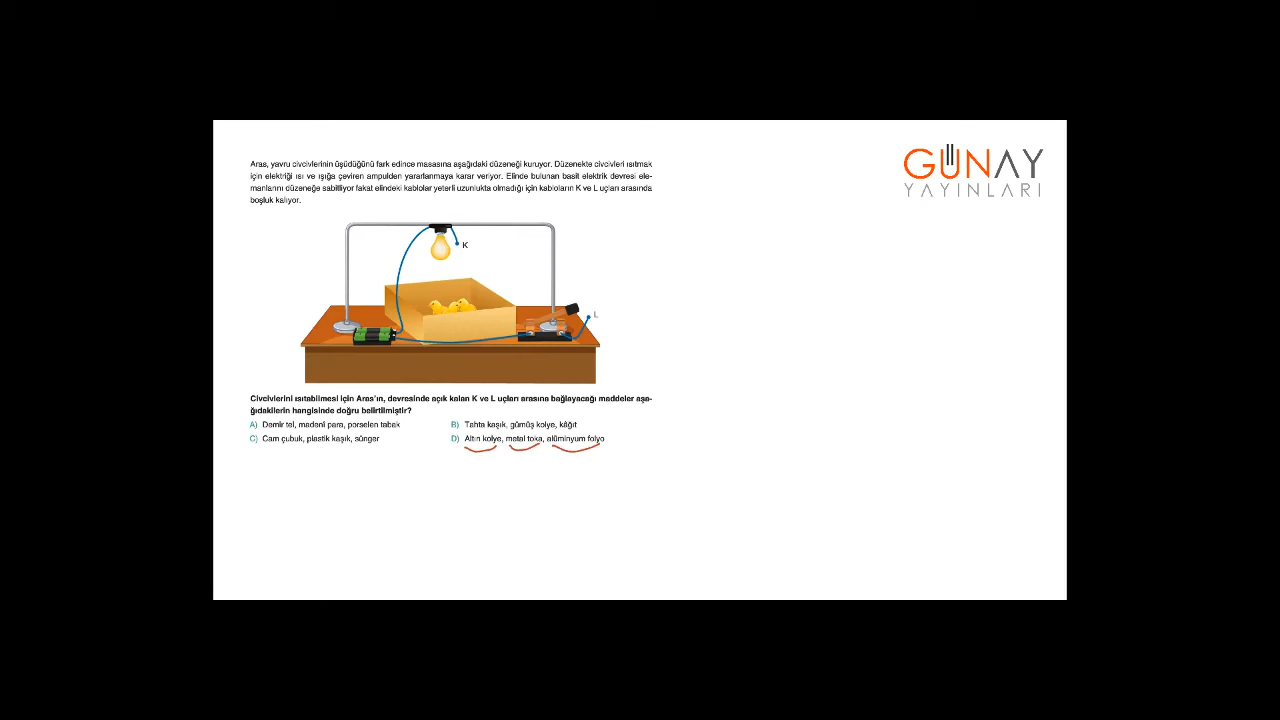 GÜNAY
YAYINLARI
Aras, yavru civcivlerinin üşüdüğünü fark edince masasına aşağıdaki düzeneği kuruyor. Düzenekte civcivleri ısıtmak
için elektriği ısı ve ışığa çeviren ampulden yararlanmaya karar veriyor. Elinde bulunan basit elektrik devresi ele-
manlarını düzeneğe sabitliyor fakat elindeki kablolar yeterli uzunlukta olmadığı için kabloların K ve L uçları arasında
boşluk kalıyor.
K
L
Civcivlerini ısıtabilmesi için Aras'ın, devresinde açık kalan K ve L uçları arasına bağlayacağı maddeler aşa-
ğıdakilerin hangisinde doğru belirtilmiştir?
A) Demir tel, madenî para, porselen tabak
B) Tahta kaşık, gümüş kolye, kâğıt
C) Cam çubuk, plastik kaşık, sünger
D) Altın kolye, metal toka, alüminyum folyo